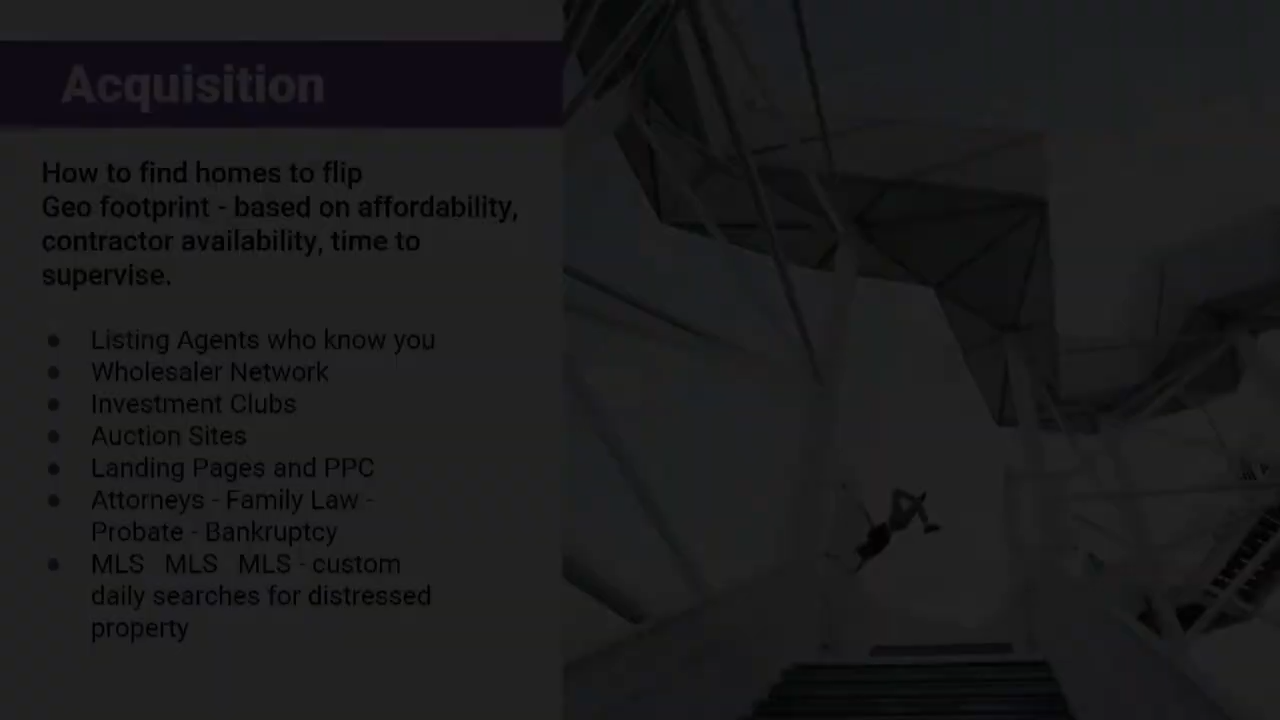 Acquisition
How to find homes to flip
Geo footprint - based on affordability,
contractor availability, time to
supervise.
● Listing Agents who know you
● Wholesaler Network
● Investment Clubs
● Auction Sites
● Landing Pages and PPC
● Attorneys - Family Law -
Probate - Bankruptcy
● MLS MLS MLS - custom
daily searches for distressed
property